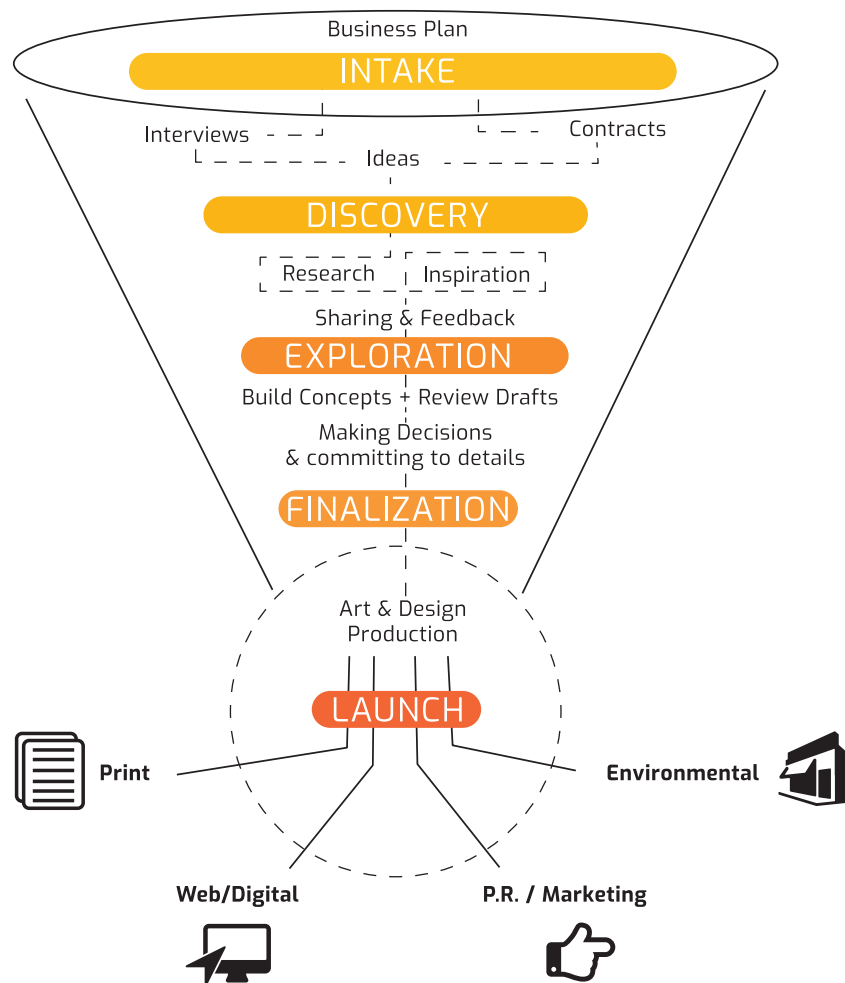 Business Plan
INTAKE
Interviews
Contracts
Ideas
DISCOVERY
Research
Inspiration
Sharing & Feedback
EXPLORATION
Build Concepts + Review Drafts
Making Decisions
& committing to details
FINALIZATION
Art & Design
Production
LAUNCH
Print
Environmental
Web/Digital
P.R. / Marketing